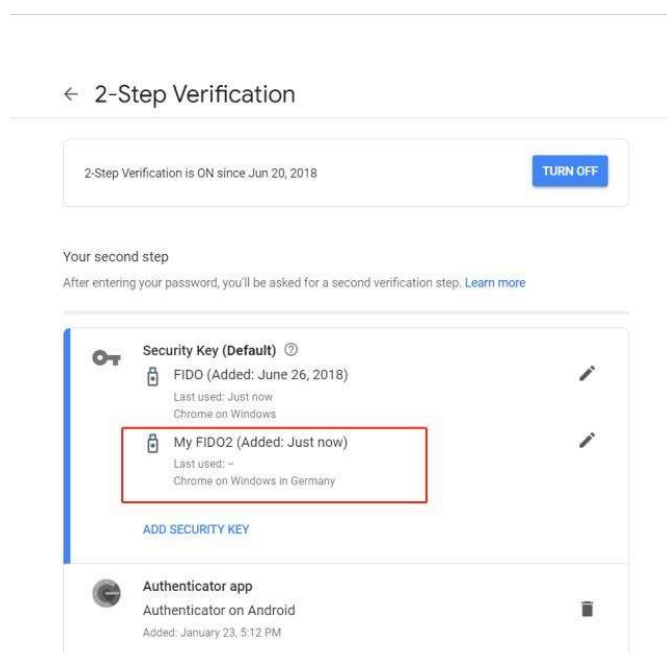 2-Step Verification
2-Step Verification is ON since Jun 20, 2018
TURN OFF
Your second step
After entering your password, you'll be asked for a second verification step. Learn more
Security Key (Default)
FIDO (Added: June 26, 2018)
Last used: Just now
Chrome on Windows
My FIDO2 (Added: Just now)
Last used: –
Chrome on Windows in Germany
ADD SECURITY KEY
Authenticator app
Authenticator on Android
Added: January 23, 5:12 PM